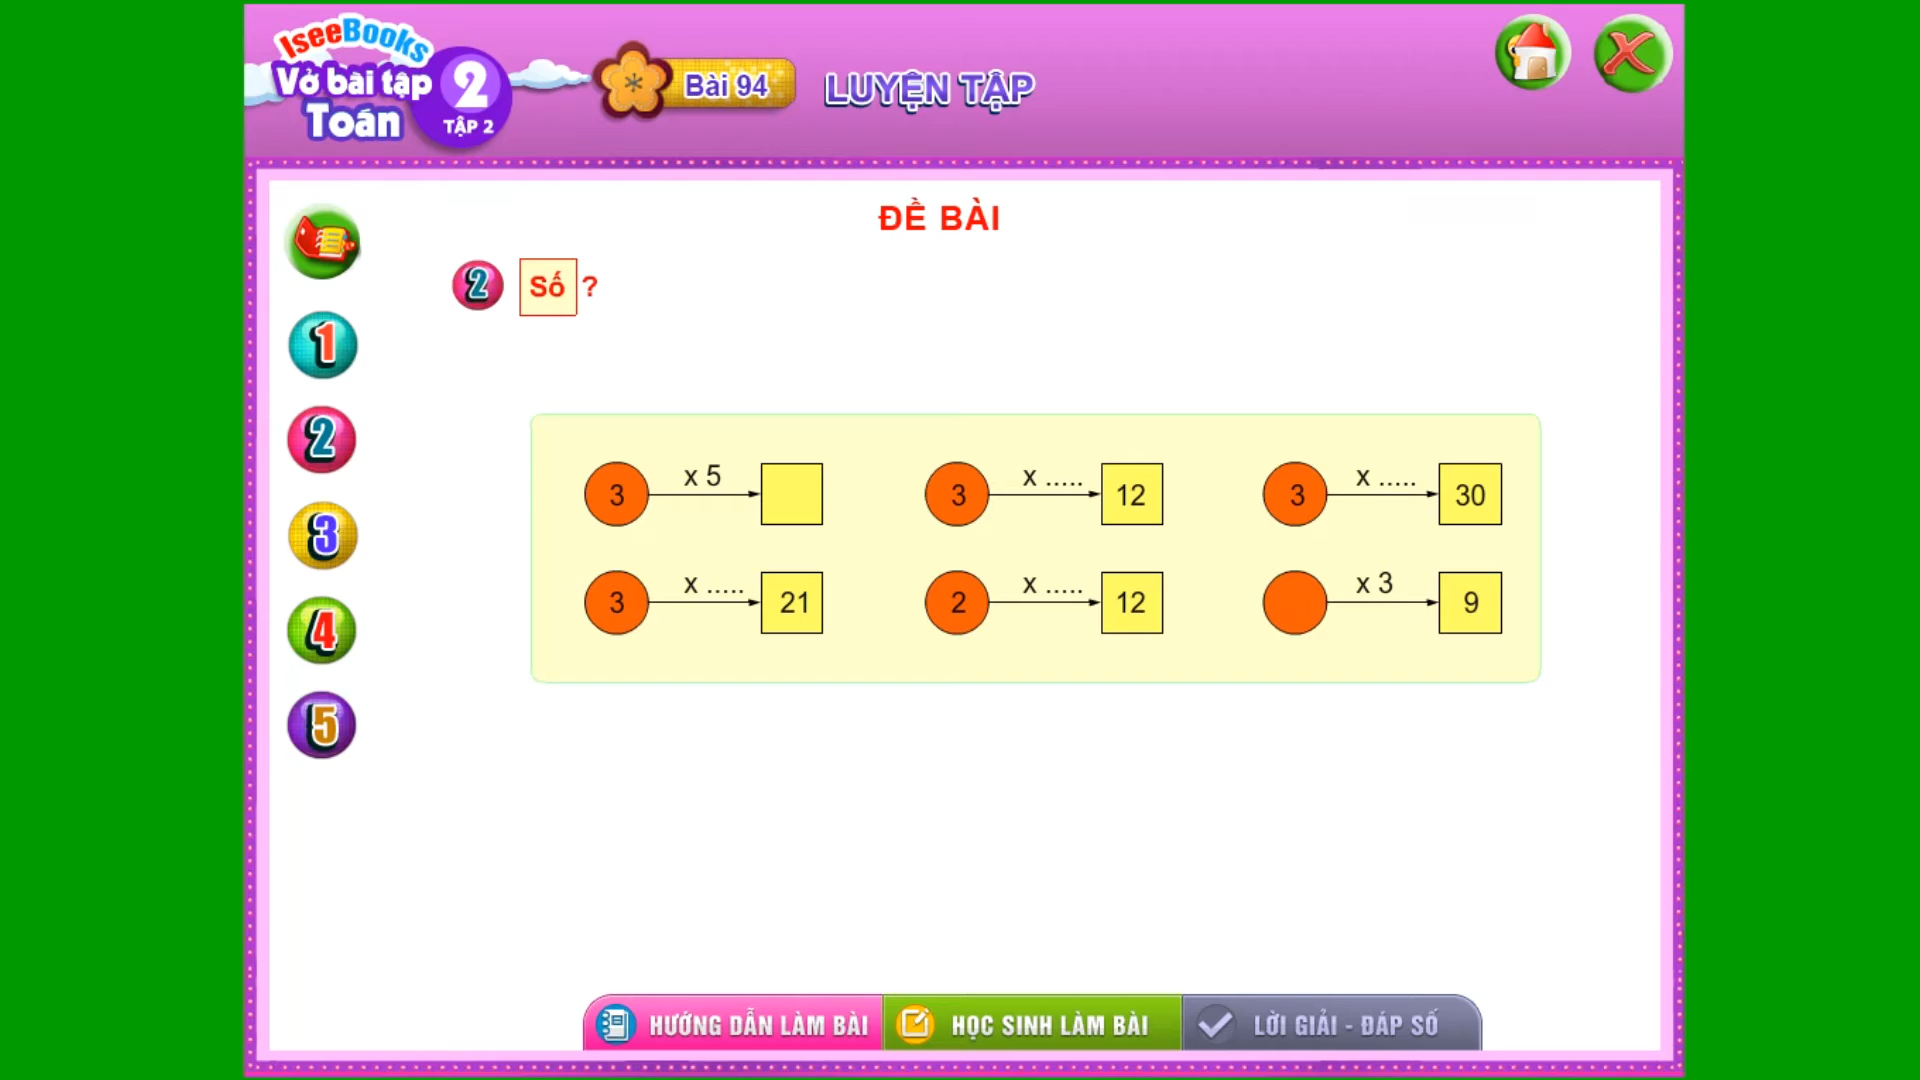 IseeBooks
Vở bài tập
Toán
2
TẬP 2
Bài 94
LUYỆN TẬP
ĐỀ BÀI
2 Số ?
1
2
3
4
5
3 x 5
3 x ..... 12
3 x ..... 30
3 x ..... 21
2 x ..... 12
x 3 9
HƯỚNG DẪN LÀM BÀI
HỌC SINH LÀM BÀI
LỜI GIẢI - ĐÁP SỐ